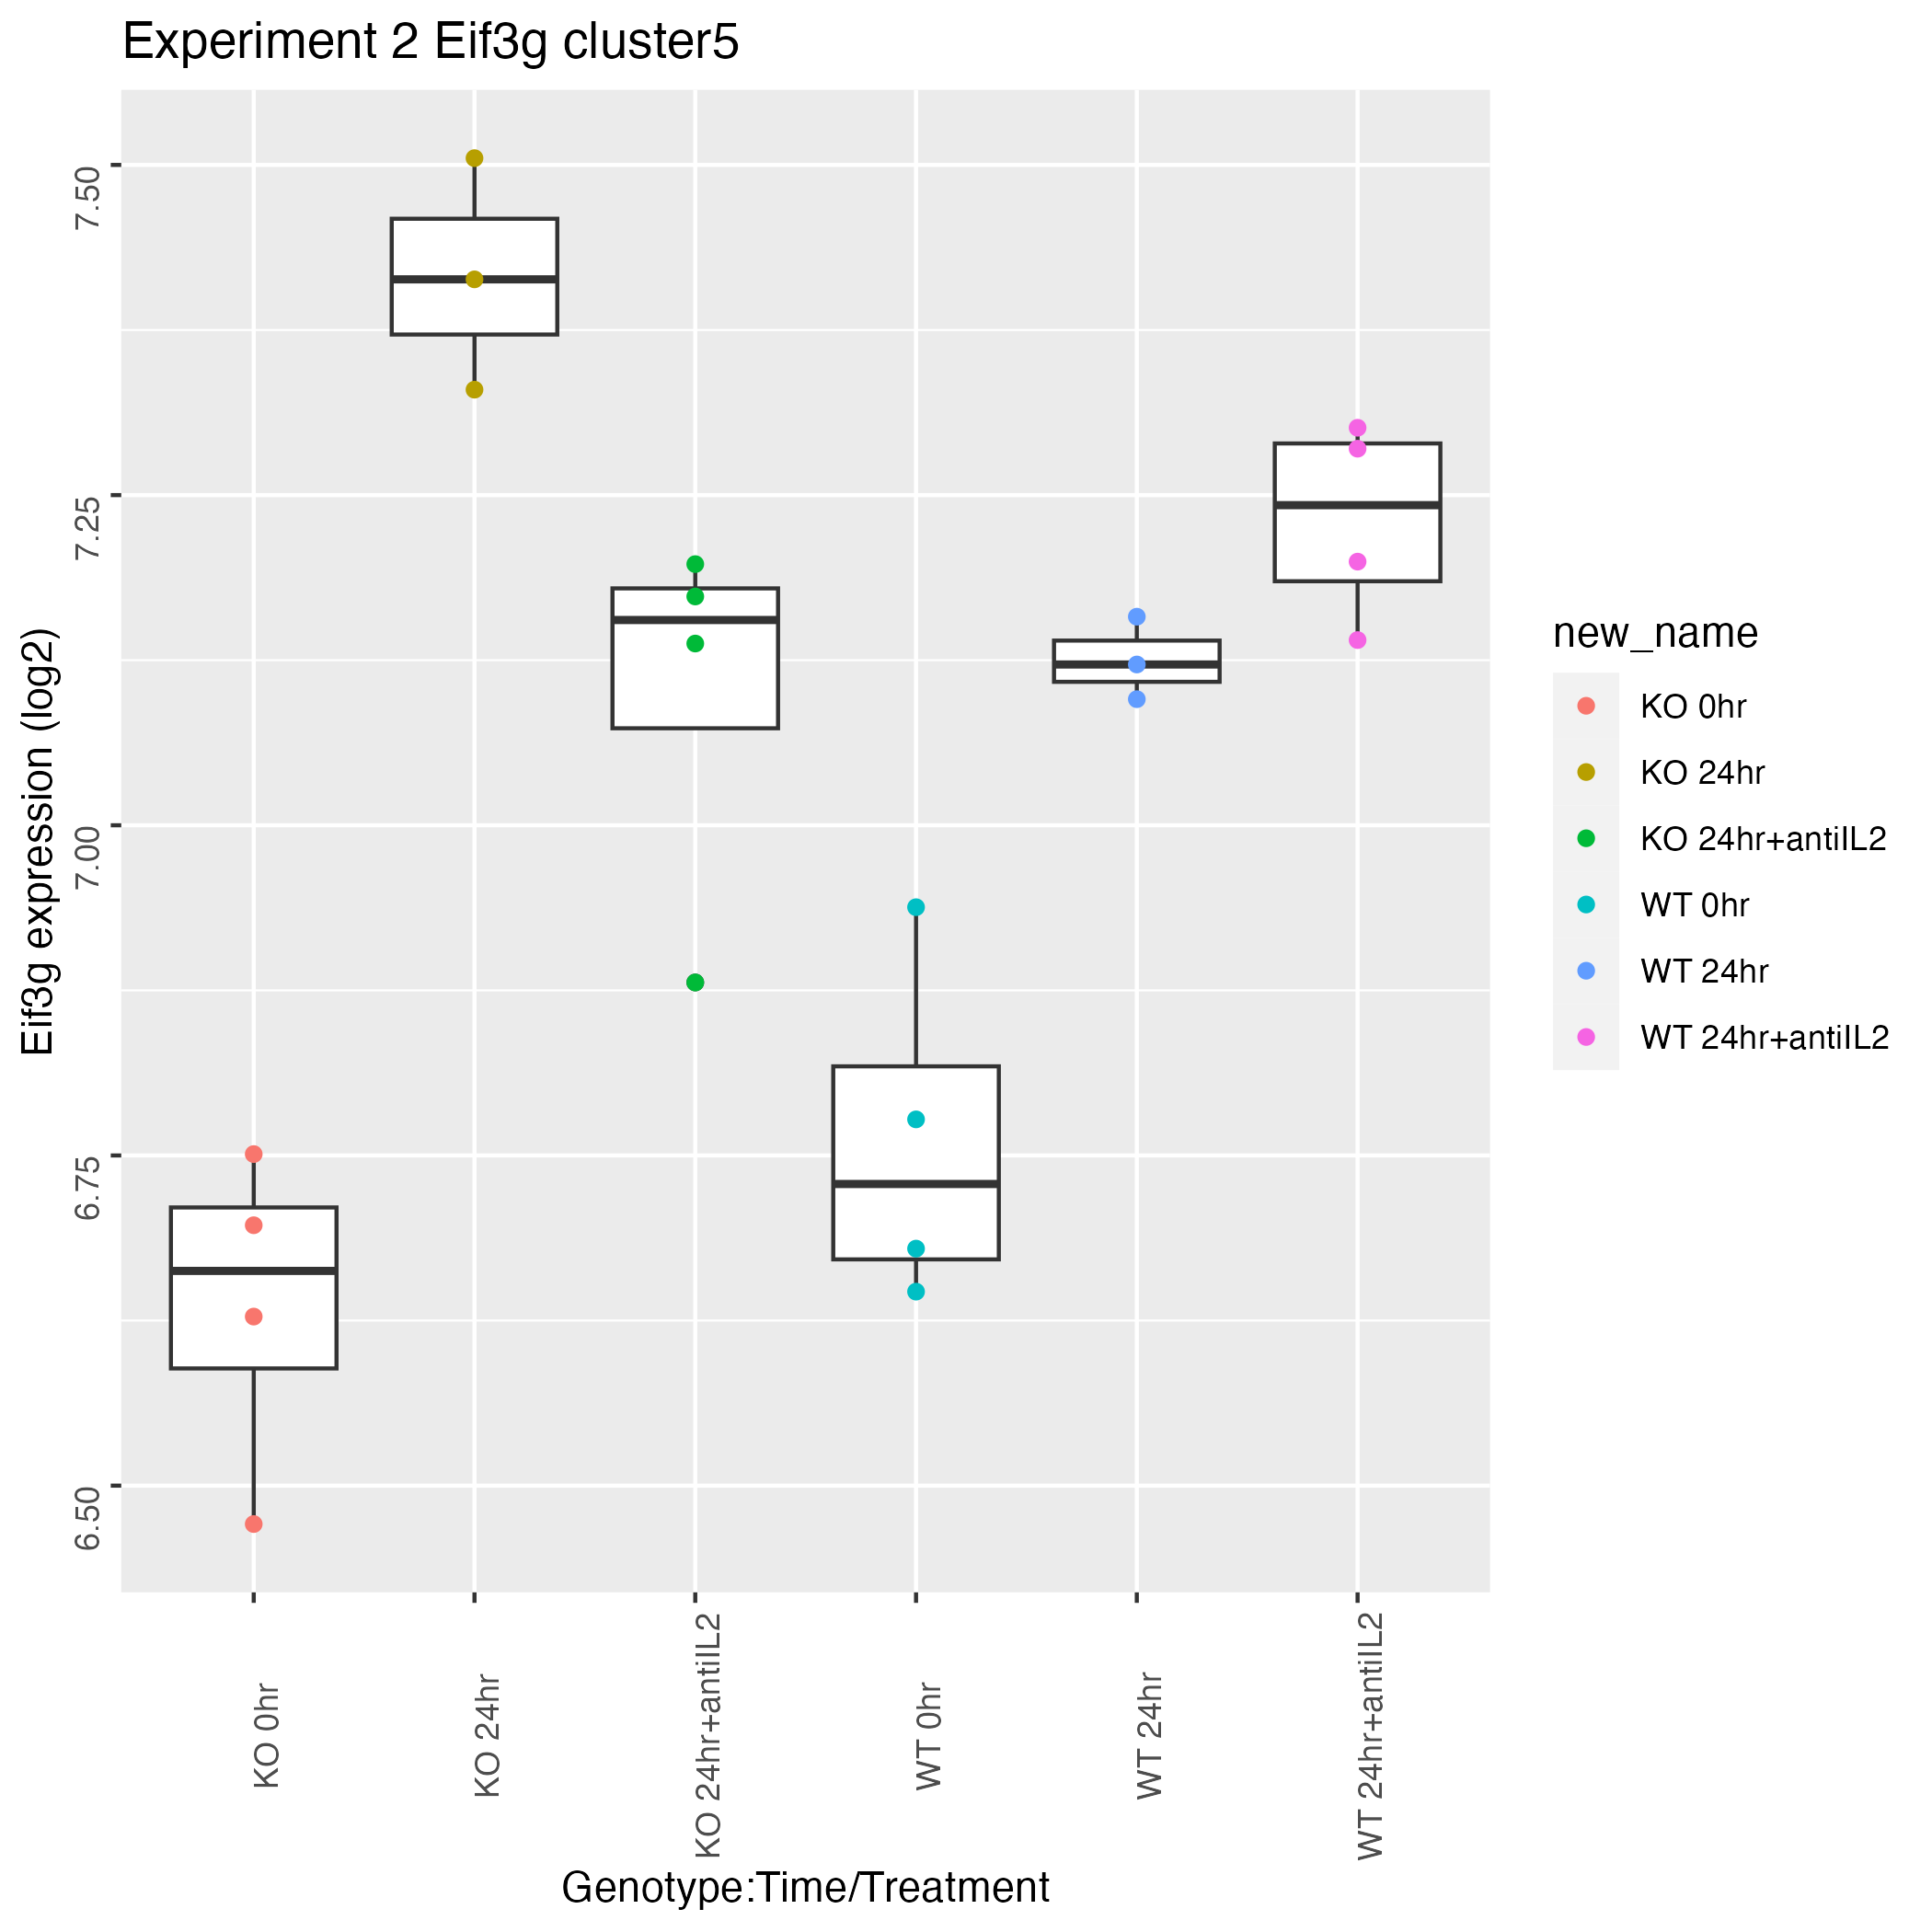 Experiment 2 Eif3g cluster5
Eif3g expression (log2)
7.50
7.25
7.00
6.75
6.50
KO 0hr
KO 24hr
KO 24hr+antiIL2
WT 0hr
WT 24hr
WT 24hr+antiIL2
Genotype:Time/Treatment
new_name
KO 0hr
KO 24hr
KO 24hr+antiIL2
WT 0hr
WT 24hr
WT 24hr+antiIL2